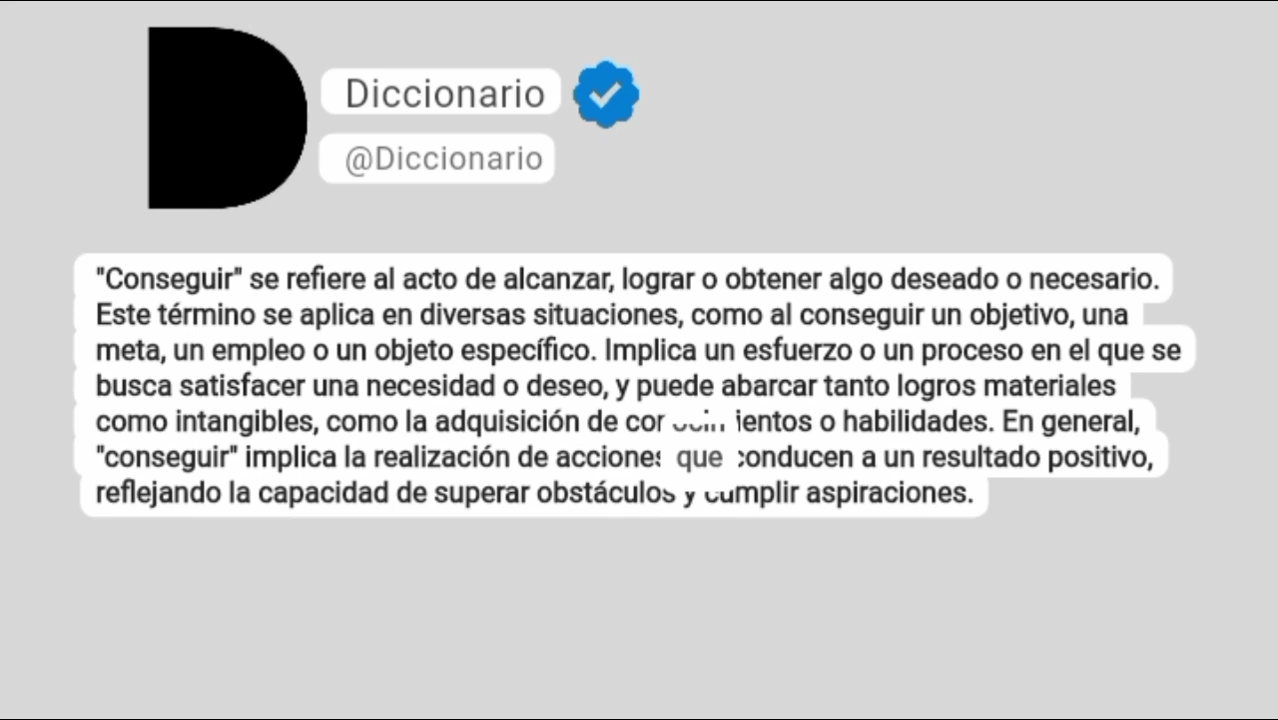 Diccionario
@Diccionario
"Conseguir" se refiere al acto de alcanzar, lograr o obtener algo deseado o necesario.
Este término se aplica en diversas situaciones, como al conseguir un objetivo, una
meta, un empleo o un objeto específico. Implica un esfuerzo o un proceso en el que se
busca satisfacer una necesidad o deseo, y puede abarcar tanto logros materiales
como intangibles, como la adquisición de conocimientos o habilidades. En general,
"conseguir" implica la realización de acciones que conducen a un resultado positivo,
reflejando la capacidad de superar obstáculos y cumplir aspiraciones.